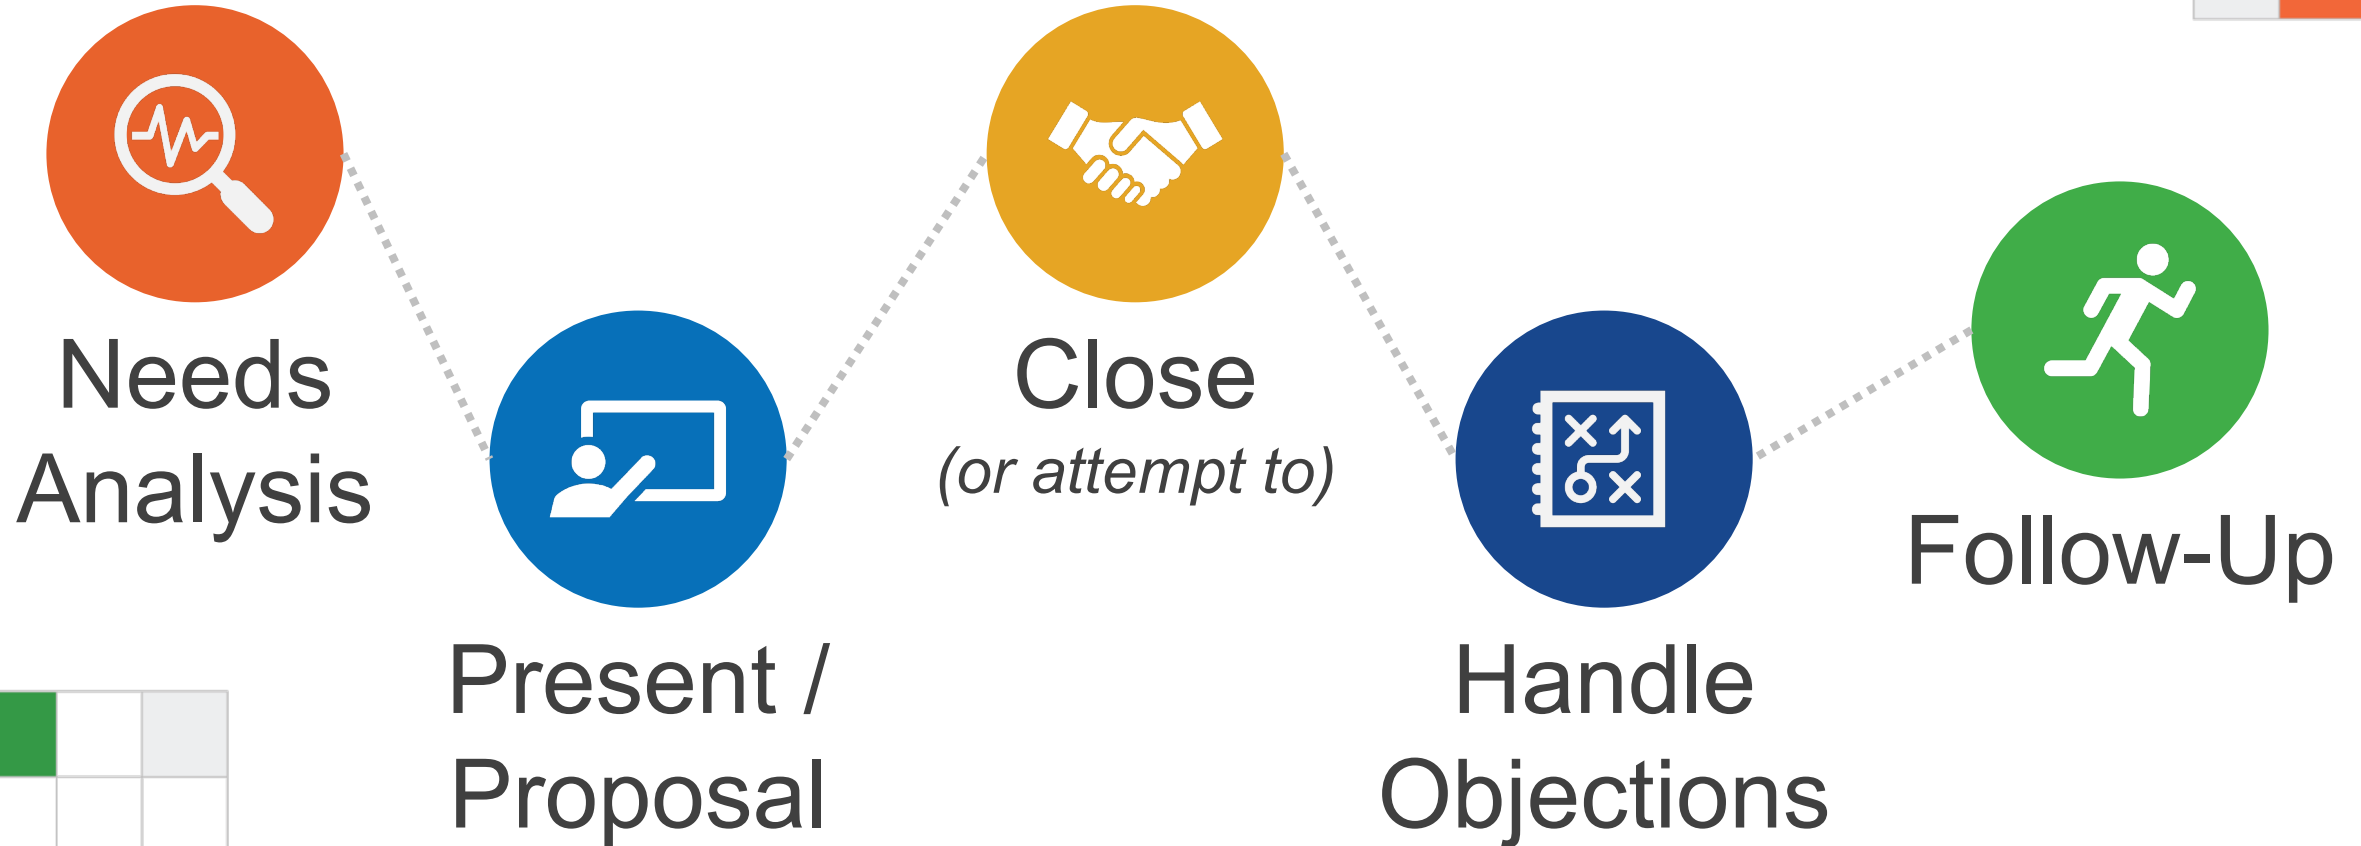 Needs
Analysis
Present /
Proposal
Close
(or attempt to)
Handle
Objections
Follow-Up